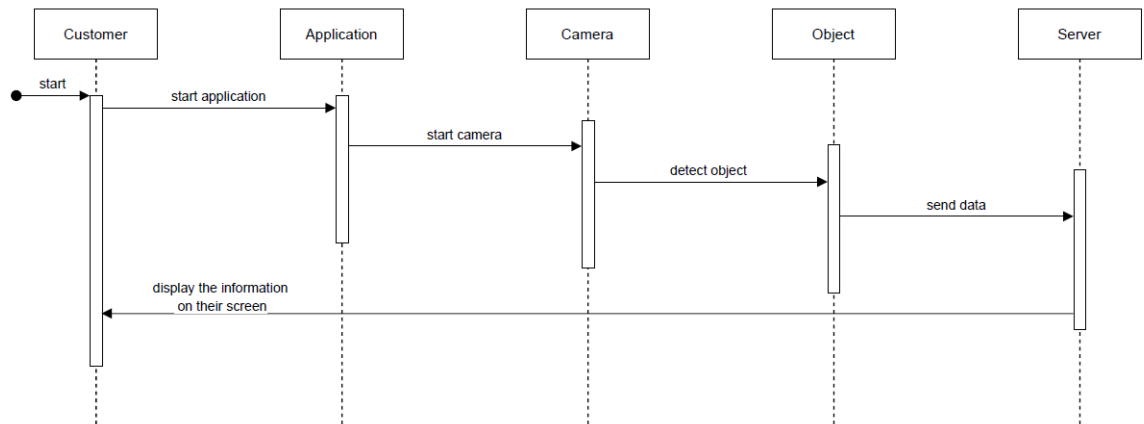 Customer
Application
Camera
Object
Server
start
start application
start camera
detect object
send data
display the information
on their screen